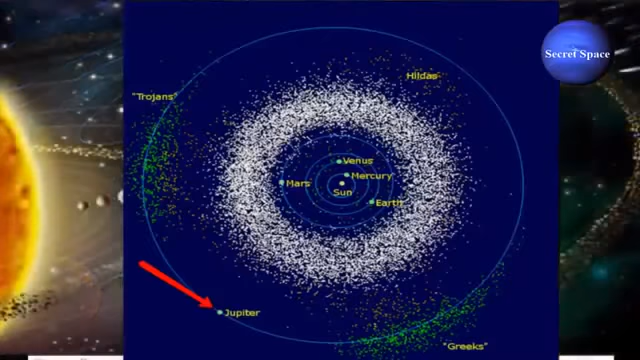 Secret Space
Hildas
"Trojans"
Venus
Mercury
Mars
Sun
Earth
Jupiter
"Greeks"